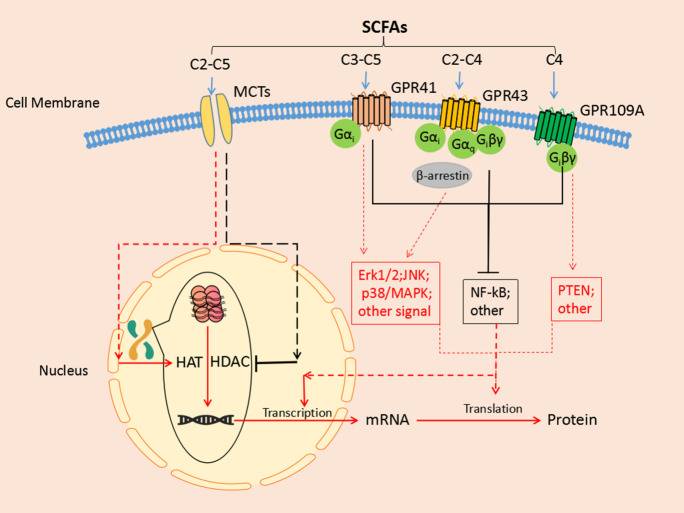 SCFAs
C2-C5
C3-C5
C2-C4
C4
MCTs
GPR41
GPR43
GPR109A
Cell Membrane
Gαi
Gαi
Gαq
Giβγ
Giβγ
β-arrestin
Erk1/2;JNK;
p38/MAPK;
other signal
NF-kB;
other
PTEN;
other
Nucleus
HAT
HDAC
Transcription
mRNA
Translation
Protein